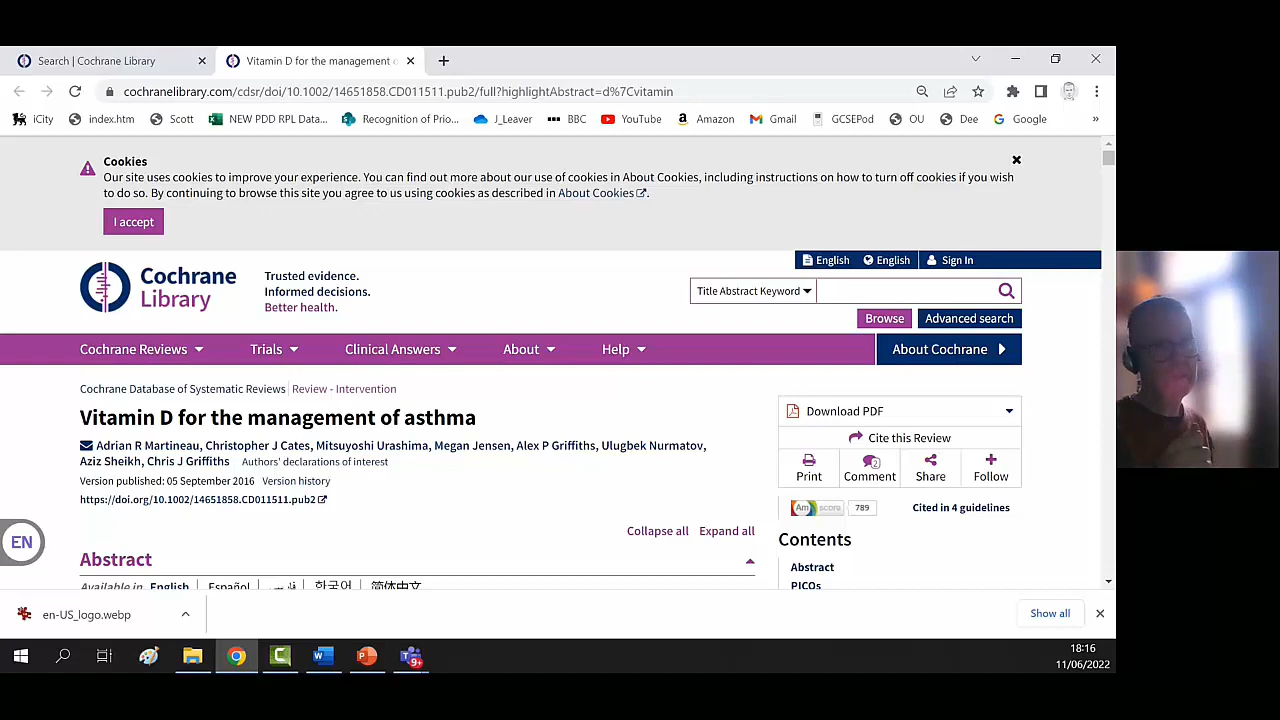 Search | Cochrane Library
Vitamin D for the management o
cochranelibrary.com/cdsr/doi/10.1002/14651858.CD011511.pub2/full?highlightAbstract=d%7Cvitamin
iCity index.htm Scott NEW PDD RPL Data... Recognition of Prio... J_Leaver BBC YouTube Amazon Gmail GCSEPod OU Dee Google »
Cookies
Our site uses cookies to improve your experience. You can find out more about our use of cookies in About Cookies, including instructions on how to turn off cookies if you wish
to do so. By continuing to browse this site you agree to us using cookies as described in About Cookies.
I accept
English English Sign In
Cochrane
Library
Trusted evidence.
Informed decisions.
Better health.
Title Abstract Keyword
Browse Advanced search
Cochrane Reviews Trials Clinical Answers About Help About Cochrane
Cochrane Database of Systematic Reviews Review - Intervention
Vitamin D for the management of asthma
Adrian R Martineau, Christopher J Cates, Mitsuyoshi Urashima, Megan Jensen, Alex P Griffiths, Ulugbek Nurmatov,
Aziz Sheikh, Chris J Griffiths Authors' declarations of interest
Version published: 05 September 2016 Version history
https://doi.org/10.1002/14651858.CD011511.pub2
Collapse all Expand all
Abstract
Available in English Español 한국어 简体中文
Download PDF
Cite this Review
2
Print Comment Share Follow
Am score 789 Cited in 4 guidelines
Contents
Abstract
PICOs
EN
en-US_logo.webp
Show all
9+
18:16
11/06/2022